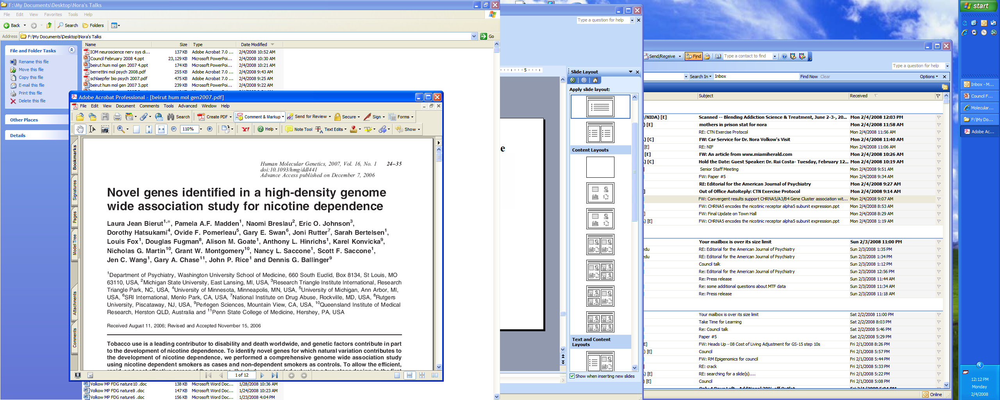 F:\My Documents\Desktop\Nora's Talks
File Edit View Favorites Tools Help
Back Search Folders
Address F:\My Documents\Desktop\Nora's Talks Go
File and Folder Tasks
Rename this file
Move this file
Copy this file
E-mail this file
Print this file
Delete this file
Other Places
Details
Name Size Type Date Modified
IOM neuroscience nerv sys di... 137 KB Adobe Acrobat 7.0 ... 2/4/2008 10:52 AM
Council February 2008 4.ppt 23,129 KB Microsoft PowerPoi... 2/4/2008 10:30 AM
beirut hum mol gen 2007 4.ppt 174 KB Microsoft PowerPoi... 2/4/2008 10:21 AM
berrettini mol psych 2008.pdf 255 KB Adobe Acrobat 7.0 ... 2/4/2008 9:43 AM
schlaepfer bio psych 2007.pdf 475 KB Adobe Acrobat 7.0 ... 2/4/2008 9:25 AM
beirut hum mol gen 2007 3.ppt 239 KB Microsoft PowerPoi... 2/4/2008 9:22 AM
Adobe Acrobat Professional - [beirut hum mol gen2007.pdf]
File Edit View Document Comments Tools Advanced Window Help
Search Create PDF Comment & Markup Send for Review Secure Sign Forms
110% Y! Help Note Tool Text Edits Show
Bookmarks
Signatures
Pages
Model Tree
Attachments
Comments
Human Molecular Genetics, 2007, Vol. 16, No. 1 24–35
doi:10.1093/hmg/ddl441
Advance Access published on December 7, 2006
Novel genes identified in a high-density genome
wide association study for nicotine dependence
Laura Jean Bierut1,*, Pamela A.F. Madden1, Naomi Breslau2, Eric O. Johnson3,
Dorothy Hatsukami4, Ovide F. Pomerleau5, Gary E. Swan6, Joni Rutter7, Sarah Bertelsen1,
Louis Fox1, Douglas Fugman8, Alison M. Goate1, Anthony L. Hinrichs1, Karel Konvicka9,
Nicholas G. Martin10, Grant W. Montgomery10, Nancy L. Saccone1, Scott F. Saccone1,
Jen C. Wang1, Gary A. Chase11, John P. Rice1 and Dennis G. Ballinger9
1Department of Psychiatry, Washington University School of Medicine, 660 South Euclid, Box 8134, St Louis, MO
63110, USA, 2Michigan State University, East Lansing, MI, USA, 3Research Triangle Institute International, Research
Triangle Park, NC, USA, 4University of Minnesota, Minneapolis, MN, USA, 5University of Michigan, Ann Arbor, MI,
USA, 6SRI International, Menlo Park, CA, USA, 7National Institute on Drug Abuse, Rockville, MD, USA, 8Rutgers
University, Piscataway, NJ, USA, 9Perlegen Sciences, Mountain View, CA, USA, 10Queensland Institute of Medical
Research, Herston QLD, Australia and 11Penn State College of Medicine, Hershey, PA, USA
Received August 11, 2006; Revised and Accepted November 15, 2006
Tobacco use is a leading contributor to disability and death worldwide, and genetic factors contribute in part
to the development of nicotine dependence. To identify novel genes for which natural variation contributes to
the development of nicotine dependence, we performed a comprehensive genome wide association study
using nicotine dependent smokers as cases and non-dependent smokers as controls. To allow the efficient,
1 of 12
Volkow MP FDG nature10 .doc 138 KB Microsoft Word Doc... 1/28/2008 10:36 AM
Volkow MP FDG nature8 .doc 147 KB Microsoft Word Doc... 1/24/2008 10:23 AM
Volkow MP FDG nature6 .doc 156 KB Microsoft Word Doc... 1/23/2008 4:04 PM
Type a question for help
5
e
Slide Layout
Apply slide layout:
Content Layouts
Text and Content
Layouts
Show when inserting new slides
Send/Receive Find Type a contact to find
Type a question for help
Search In Inbox Find Now Clear Options
Subject Received
/NIDA) [E] Scanned -- Blending Addiction Science & Treatment, June 2-3-, 20... Mon 2/4/2008 12:03 PM
) [E] mothers in prison stat for nora Mon 2/4/2008 11:58 AM
RE: CTN Exercise Protocol Mon 2/4/2008 11:56 AM
) [C] FW: Car Service for Dr. Nora Volkow's Visit Mon 2/4/2008 11:40 AM
[E] RE: NIF Mon 2/4/2008 11:06 AM
[E] FW: An article from www.miamiherald.com Mon 2/4/2008 10:26 AM
) [C] Hold the Date: Guest Speaker: Dr. Rui Costa- Tuesday, February 12... Mon 2/4/2008 10:19 AM
] Senior Staff Meeting Mon 2/4/2008 9:51 AM
FW: Paper #5 Mon 2/4/2008 9:34 AM
RE: Editorial for the American Journal of Psychiatry Mon 2/4/2008 9:27 AM
] Out of Office AutoReply: CTN Exercise Protocol Mon 2/4/2008 9:14 AM
FW: Convergent results support CHRNA5/A3/B4 Gene Cluster association wit... Mon 2/4/2008 9:07 AM
FW: CHRNA5 encodes the nicotinic receptor alpha5 subunit expression.ppt Mon 2/4/2008 8:53 AM
] FW: Final Update on Town Hall Mon 2/4/2008 8:29 AM
) [E] FW: CHRNA5 encodes the nicotinic receptor alpha5 subunit expression.ppt Mon 2/4/2008 1:19 AM
Your mailbox is over its size limit Sun 2/3/2008 11:00 PM
edu RE: Editorial for the American Journal of Psychiatry Sun 2/3/2008 1:35 PM
edu RE: Editorial for the American Journal of Psychiatry Sun 2/3/2008 1:34 PM
Council talk Sun 2/3/2008 1:12 PM
Re: Editorial for the American Journal of Psychiatry Sun 2/3/2008 12:56 PM
Re: Press release Sun 2/3/2008 11:44 AM
Re: some additional questions about MTF data Sun 2/3/2008 11:34 AM
Re: Press release Sun 2/3/2008 11:18 AM
Your mailbox is over its size limit Sat 2/2/2008 11:00 PM
Take Time for Learning Sat 2/2/2008 8:03 PM
Re: Council talk Sat 2/2/2008 5:46 PM
Paper #5 Sat 2/2/2008 5:29 PM
[E] FW: Heads Up - 08 Cost of Living Adjustment for GS-15 step 10s Fri 2/1/2008 8:26 PM
) [E] Council Fri 2/1/2008 5:57 PM
FW: RM Epigenomics for council Fri 2/1/2008 5:44 PM
] RE: crack Fri 2/1/2008 5:33 PM
) [E] RE: searching for a slide(s).... Fri 2/1/2008 5:22 PM
] Council Fri 2/1/2008 5:08 PM
Online
start
Inbox - M...
Council F...
Molecular...
F:\My Do...
Adobe Ac...
12:12 PM
Monday
2/4/2008